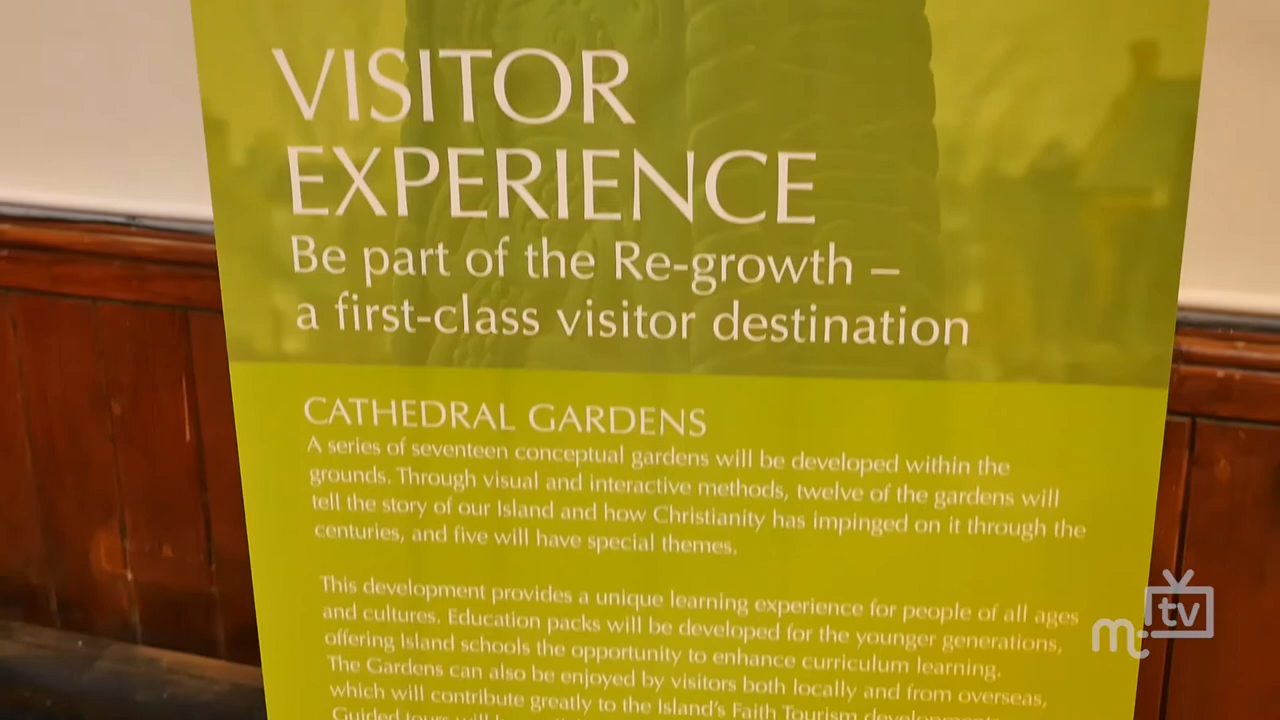 VISITOR
EXPERIENCE
Be part of the Re-growth –
a first-class visitor destination
CATHEDRAL GARDENS
A series of seventeen conceptual gardens will be developed within the
grounds. Through visual and interactive methods, twelve of the gardens will
tell the story of our Island and how Christianity has impinged on it through the
centuries, and five will have special themes.
This development provides a unique learning experience for people of all ages
and cultures. Education packs will be developed for the younger generations,
offering Island schools the opportunity to enhance curriculum learning.
The Gardens can also be enjoyed by visitors both locally and from overseas,
which will contribute greatly to the Island's Faith Tourism
Guided tours will
mttv